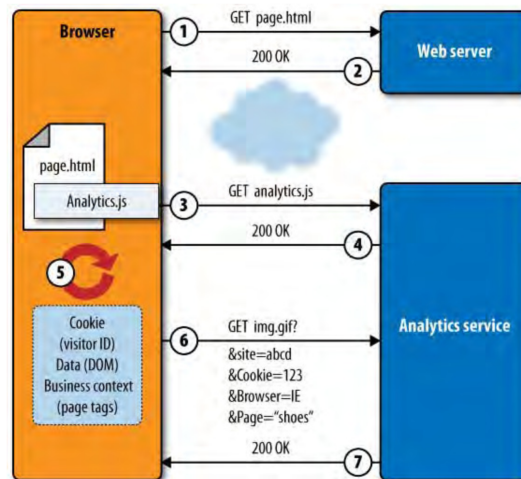 Browser
1
GET page.html
Web server
200 OK
2
page.html
Analytics.js
3
GET analytics.js
200 OK
4
5
Cookie
(visitor ID)
Data (DOM)
Business context
(page tags)
6
GET img.gif?
&site=abcd
&Cookie=123
&Browser=IE
&Page=“shoes”
Analytics service
200 OK
7